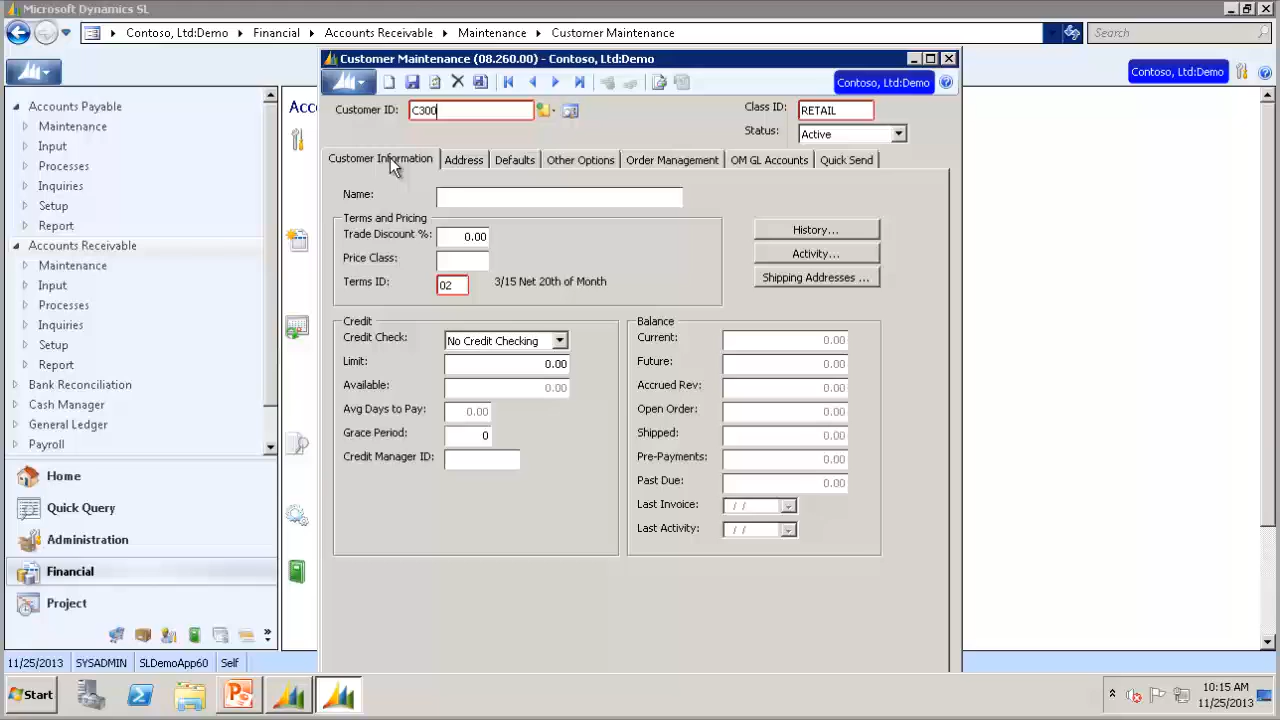 Microsoft Dynamics SL
Contoso, Ltd:Demo Financial Accounts Receivable Maintenance Customer Maintenance
Search
Contoso, Ltd:Demo
Accounts Payable
Maintenance
Input
Processes
Inquiries
Setup
Report
Accounts Receivable
Maintenance
Input
Processes
Inquiries
Setup
Report
Bank Reconciliation
Cash Manager
General Ledger
Payroll
Home
Quick Query
Administration
Financial
Project
Acco
Customer Maintenance (08.260.00) - Contoso, Ltd:Demo
Contoso, Ltd:Demo
Customer ID: C300
Class ID: RETAIL
Status: Active
Customer Information Address Defaults Other Options Order Management OM GL Accounts Quick Send
Name:
Terms and Pricing
Trade Discount %: 0.00
Price Class:
Terms ID: 02 3/15 Net 20th of Month
History...
Activity...
Shipping Addresses ...
Credit
Credit Check: No Credit Checking
Limit: 0.00
Available: 0.00
Avg Days to Pay: 0.00
Grace Period: 0
Credit Manager ID:
Balance
Current: 0.00
Future: 0.00
Accrued Rev: 0.00
Open Order: 0.00
Shipped: 0.00
Pre-Payments: 0.00
Past Due: 0.00
Last Invoice: / /
Last Activity: / /
11/25/2013 SYSADMIN SLDemoApp60 Self
Start
10:15 AM
11/25/2013